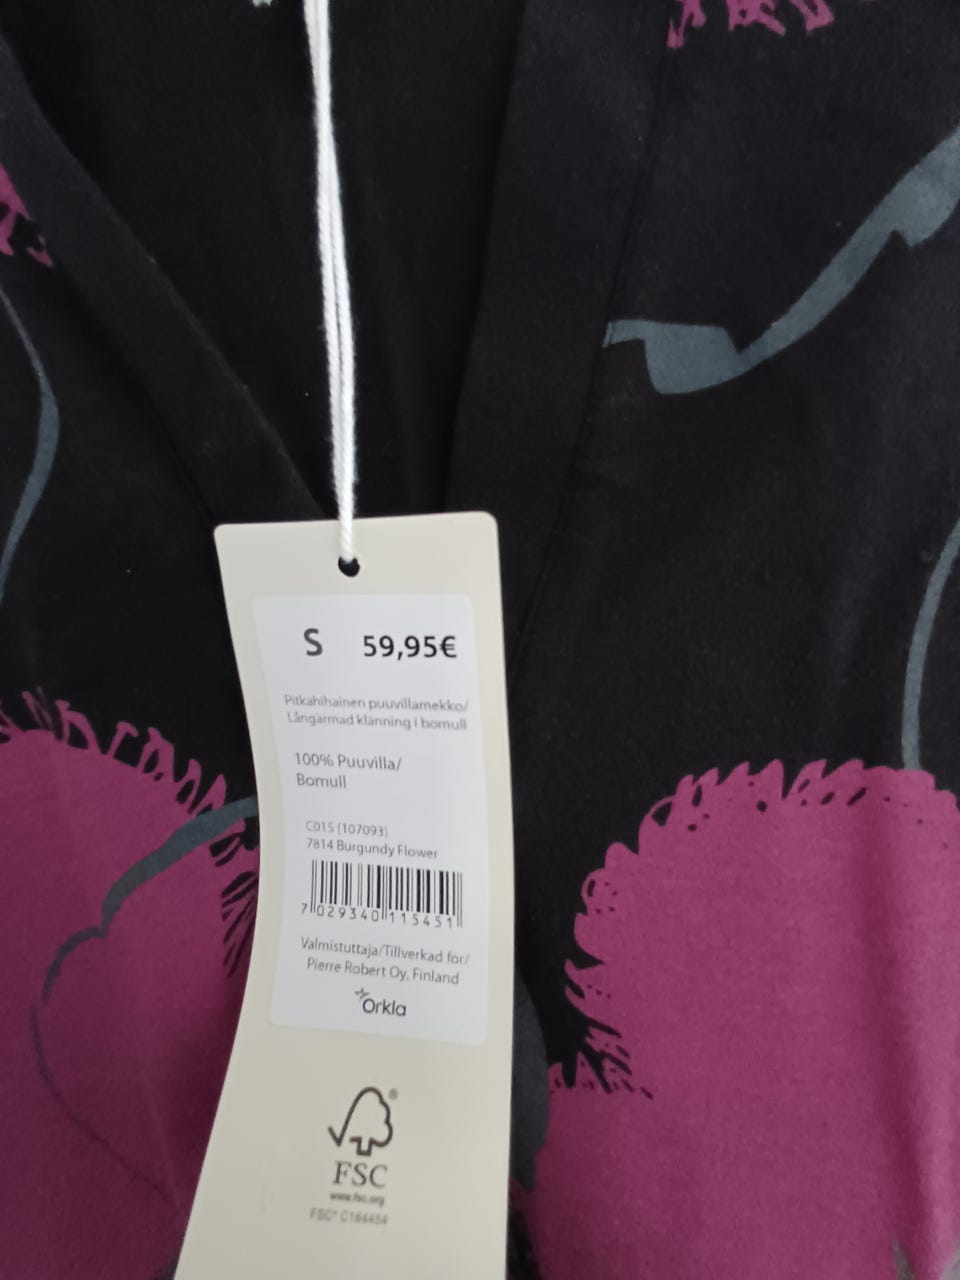 S 59,95€
Pitkähihainen puuvillamekko/
Långärmad klänning i bomull
100% Puuvilla/
Bomull
C015 (107093)
7814 Burgundy Flower
7 029340 115451
Valmistuttaja/Tillverkad för/
Pierre Robert Oy, Finland
Orkla
FSC
www.fsc.org
FSC® C164454